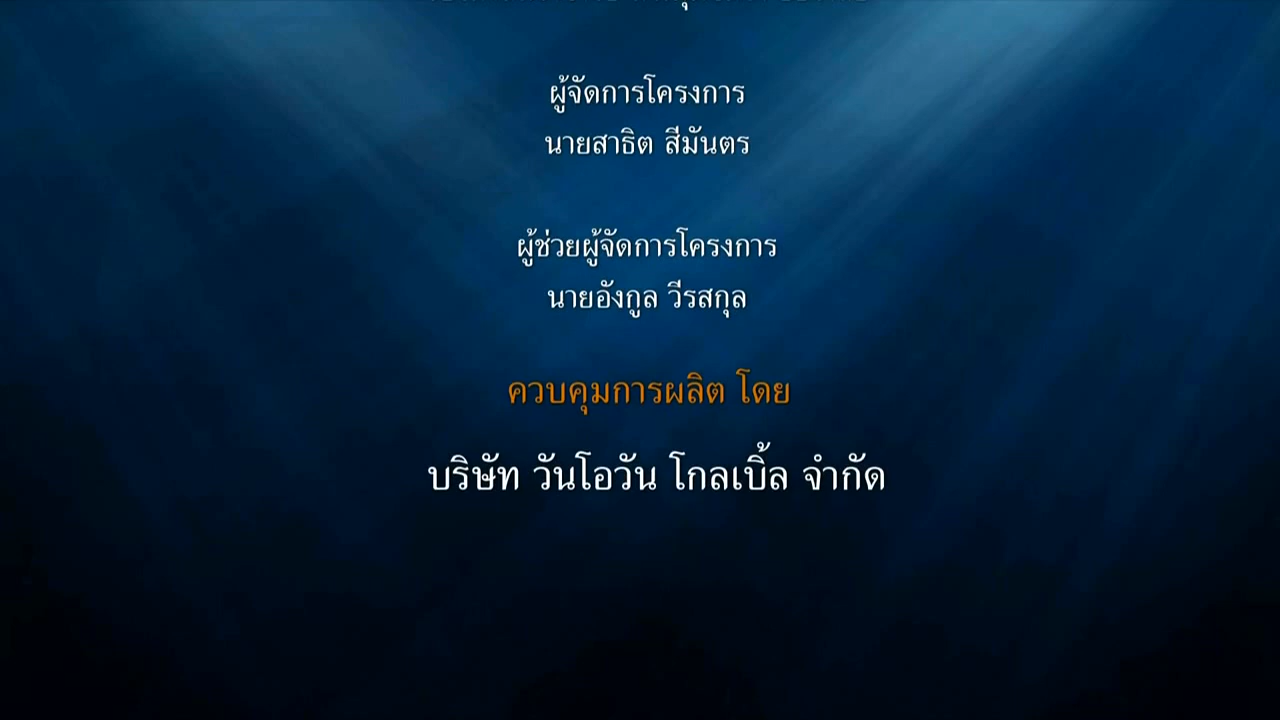 ผู้จัดการโครงการ
นายสาธิต สีมันตร
ผู้ช่วยผู้จัดการโครงการ
นายอังกูล วีรสกุล
ควบคุมการผลิต โดย
บริษัท วันโอวัน โกลเบิ้ล จำกัด